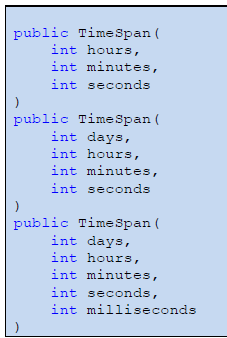 public TimeSpan(
int hours,
int minutes,
int seconds
)
public TimeSpan(
int days,
int hours,
int minutes,
int seconds
)
public TimeSpan(
int days,
int hours,
int minutes,
int seconds,
int milliseconds
)